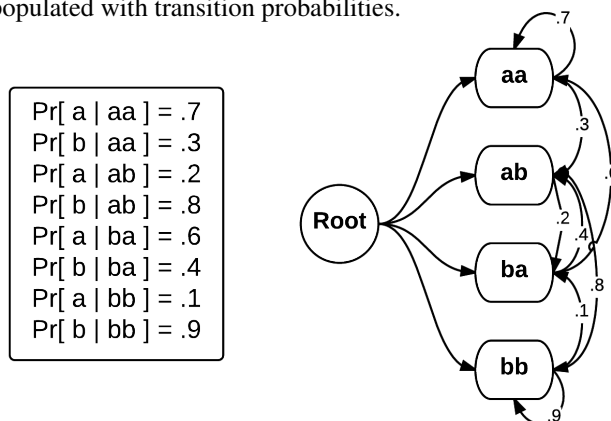 populated with transition probabilities.
Pr[ a | aa ] = .7
Pr[ b | aa ] = .3
Pr[ a | ab ] = .2
Pr[ b | ab ] = .8
Pr[ a | ba ] = .6
Pr[ b | ba ] = .4
Pr[ a | bb ] = .1
Pr[ b | bb ] = .9
Root
.7
aa
.3
ab
.2
.4
ba
.8
.1
bb
.9